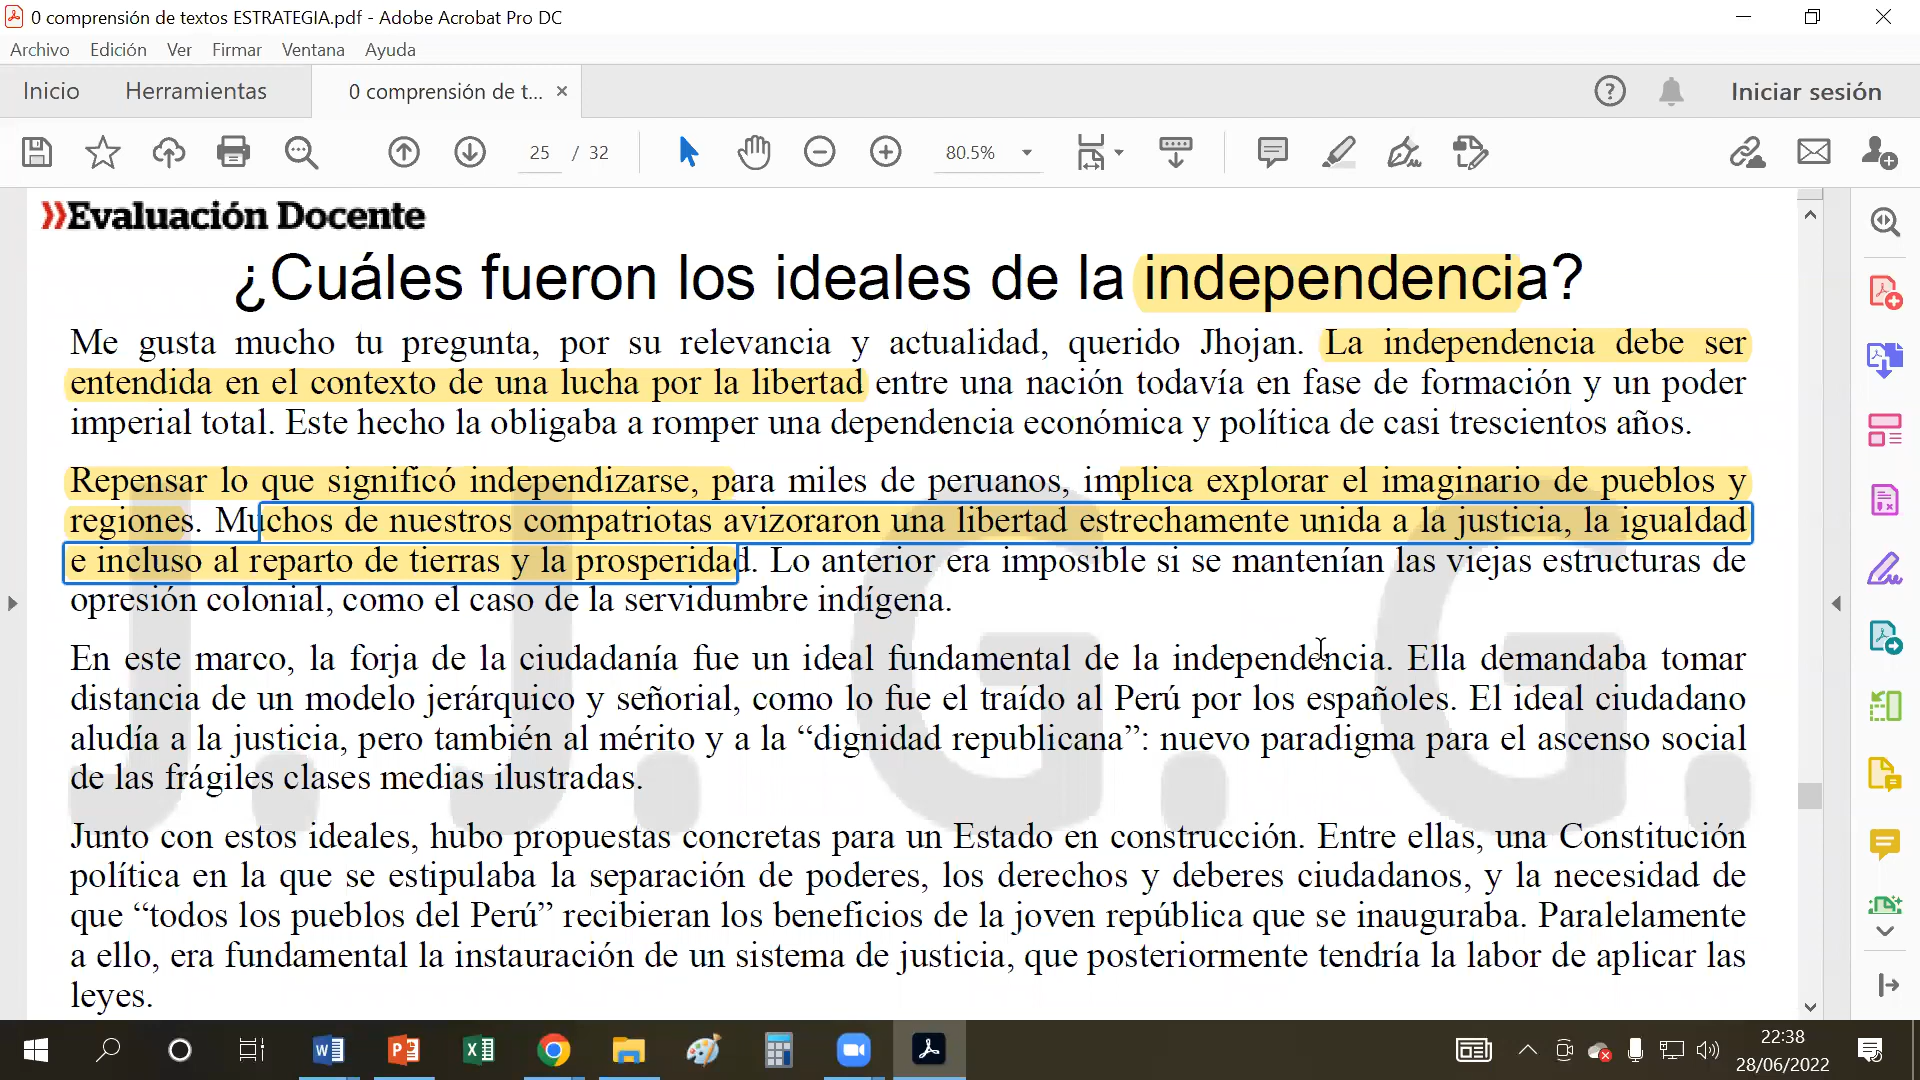 0 comprensión de textos ESTRATEGIA.pdf - Adobe Acrobat Pro DC
Archivo Edición Ver Firmar Ventana Ayuda
Inicio Herramientas 0 comprensión de t... × Iniciar sesión
25 / 32 80.5%
»Evaluación Docente
¿Cuáles fueron los ideales de la independencia?
Me gusta mucho tu pregunta, por su relevancia y actualidad, querido Jhojan. La independencia debe ser
entendida en el contexto de una lucha por la libertad entre una nación todavía en fase de formación y un poder
imperial total. Este hecho la obligaba a romper una dependencia económica y política de casi trescientos años.
Repensar lo que significó independizarse, para miles de peruanos, implica explorar el imaginario de pueblos y
regiones. Muchos de nuestros compatriotas avizoraron una libertad estrechamente unida a la justicia, la igualdad
e incluso al reparto de tierras y la prosperidad. Lo anterior era imposible si se mantenían las viejas estructuras de
opresión colonial, como el caso de la servidumbre indígena.
En este marco, la forja de la ciudadanía fue un ideal fundamental de la independencia. Ella demandaba tomar
distancia de un modelo jerárquico y señorial, como lo fue el traído al Perú por los españoles. El ideal ciudadano
aludía a la justicia, pero también al mérito y a la “dignidad republicana”: nuevo paradigma para el ascenso social
de las frágiles clases medias ilustradas.
Junto con estos ideales, hubo propuestas concretas para un Estado en construcción. Entre ellas, una Constitución
política en la que se estipulaba la separación de poderes, los derechos y deberes ciudadanos, y la necesidad de
que “todos los pueblos del Perú” recibieran los beneficios de la joven república que se inauguraba. Paralelamente
a ello, era fundamental la instauración de un sistema de justicia, que posteriormente tendría la labor de aplicar las
leyes.
J. J. G. G.
22:38
28/06/2022